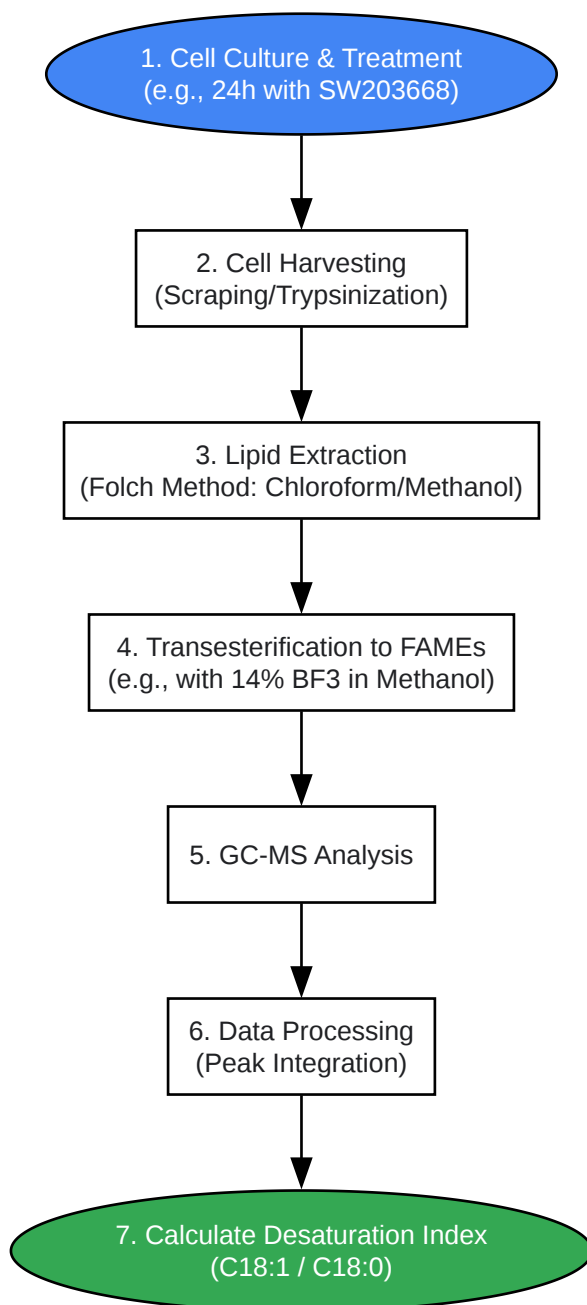 1. Cell Culture & Treatment
(e.g., 24h with SW203668)
2. Cell Harvesting
(Scraping/Trypsinization)
3. Lipid Extraction
(Folch Method: Chloroform/Methanol)
4. Transesterification to FAMEs
(e.g., with 14% BF3 in Methanol)
5. GC-MS Analysis
6. Data Processing
(Peak Integration)
7. Calculate Desaturation Index
(C18:1 / C18:0)